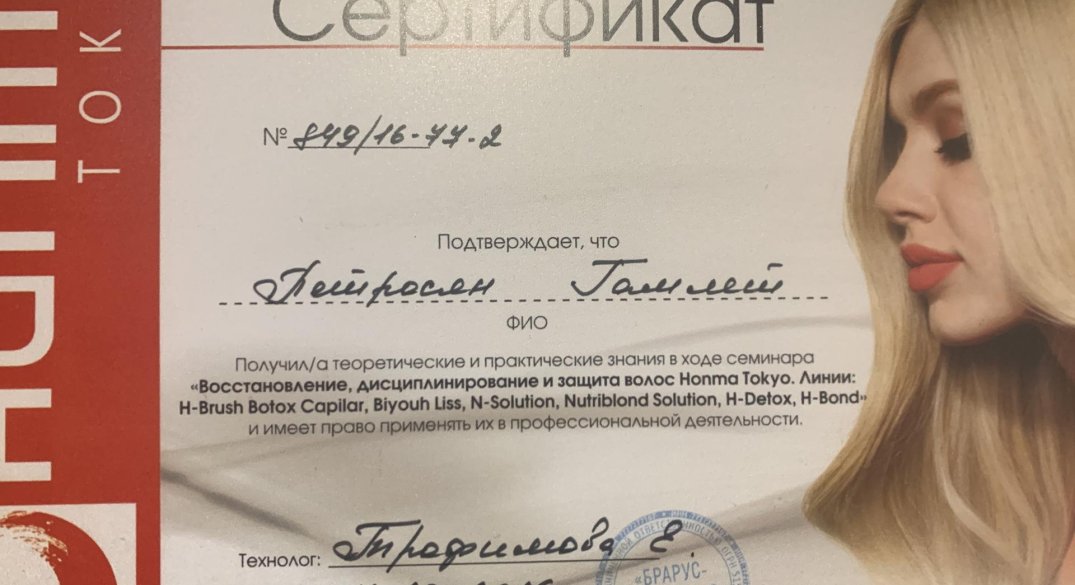 ТОК
Сертификат
№ 849/16-77-2
Подтверждает, что
Петросян Гамлет
ФИО
Получил/а теоретические и практические знания в ходе семинара
«Восстановление, дисциплинирование и защита волос Honma Tokyo. Линии:
H-Brush Botox Capilar, Biyouh Liss, N-Solution, Nutriblond Solution, H-Detox, H-Bond»
и имеет право применять их в профессиональной деятельности.
Технолог: Трофимова Е.
"БРАРУС-